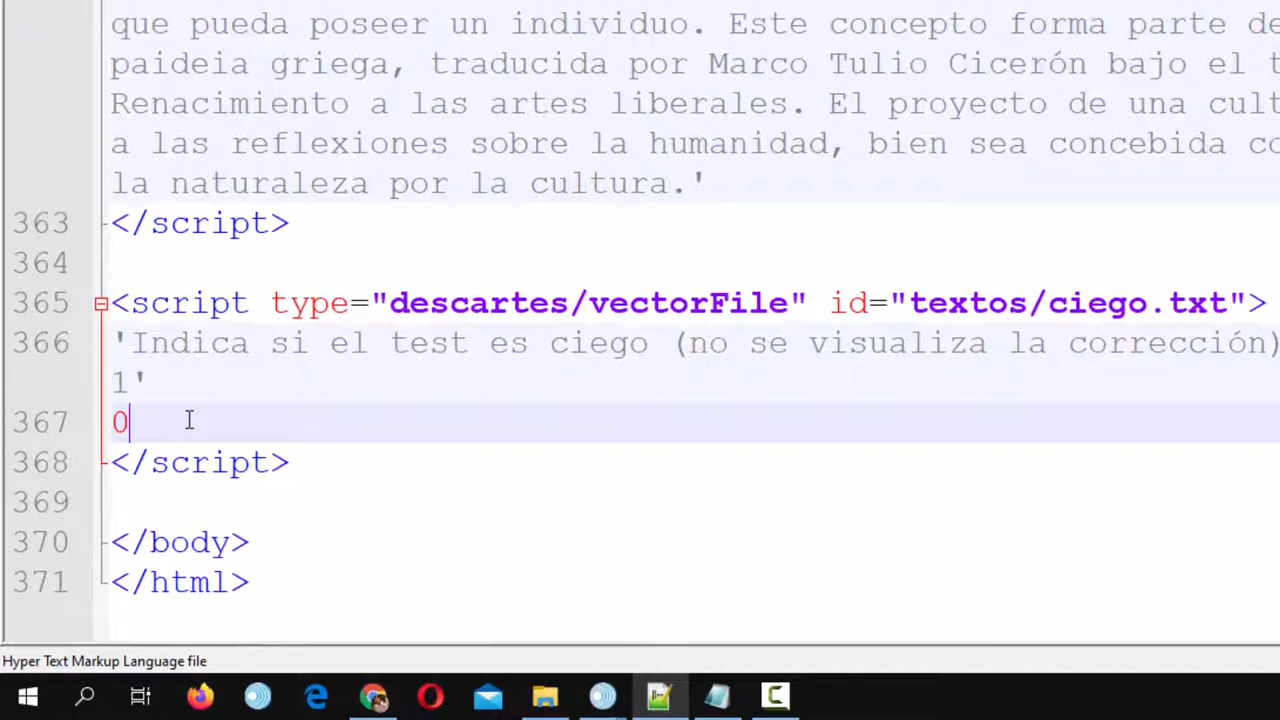 que pueda poseer un individuo. Este concepto forma parte de
paideia griega, traducida por Marco Tulio Cicerón bajo el t
Renacimiento a las artes liberales. El proyecto de una cult
a las reflexiones sobre la humanidad, bien sea concebida co
la naturaleza por la cultura.'
363 </script>
364
365 <script type="descartes/vectorFile" id="textos/ciego.txt">
366 'Indica si el test es ciego (no se visualiza la corrección)
1'
367 0
368 </script>
369
370 </body>
371 </html>
Hyper Text Markup Language file